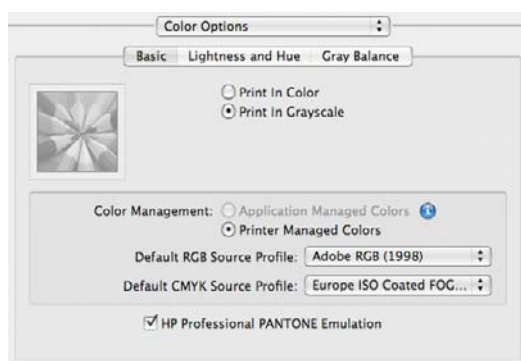 Color Options
Basic Lightness and Hue Gray Balance
Print In Color
Print In Grayscale
Color Management: Application Managed Colors
Printer Managed Colors
Default RGB Source Profile: Adobe RGB (1998)
Default CMYK Source Profile: Europe ISO Coated FOG...
HP Professional PANTONE Emulation